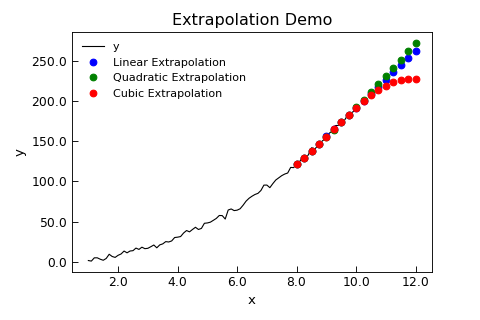 Extrapolation Demo
y
Linear Extrapolation
Quadratic Extrapolation
Cubic Extrapolation
250.0
200.0
150.0
100.0
50.0
0.0
y
2.0 4.0 6.0 8.0 10.0 12.0
x